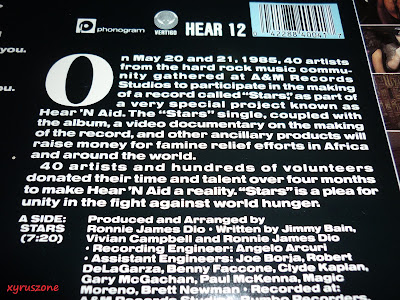 phonogram VERTIGO HEAR 12
42288 40041
you.
On May 20 and 21, 1985, 40 artists
from the hard rock music commu-
nity gathered at A&M Records
Studios to participate in the making
of a record called "Stars," as part of
a very special project known as
Hear 'N Aid. The "Stars" single, coupled with
the album, a video documentary on the making
of the record, and other ancillary products will
raise money for famine relief efforts in Africa
and around the world.
40 artists and hundreds of volunteers
donated their time and talent over four months
to make Hear 'N Aid a reality. "Stars" is a plea for
unity in the fight against world hunger.
A SIDE: Produced and Arranged by
STARS Ronnie James Dio • Written by Jimmy Bain,
(7:20) Vivian Campbell and Ronnie James Dio
• Recording Engineer: Angelo Arcuri
• Assistant Engineers: Joe Borja, Robert
DeLaGarza, Benny Faccone, Clyde Kaplan,
Gary McGachan, Paul McKenna, Magic
Moreno, Brett Newman • Recorded at:
xyruszone